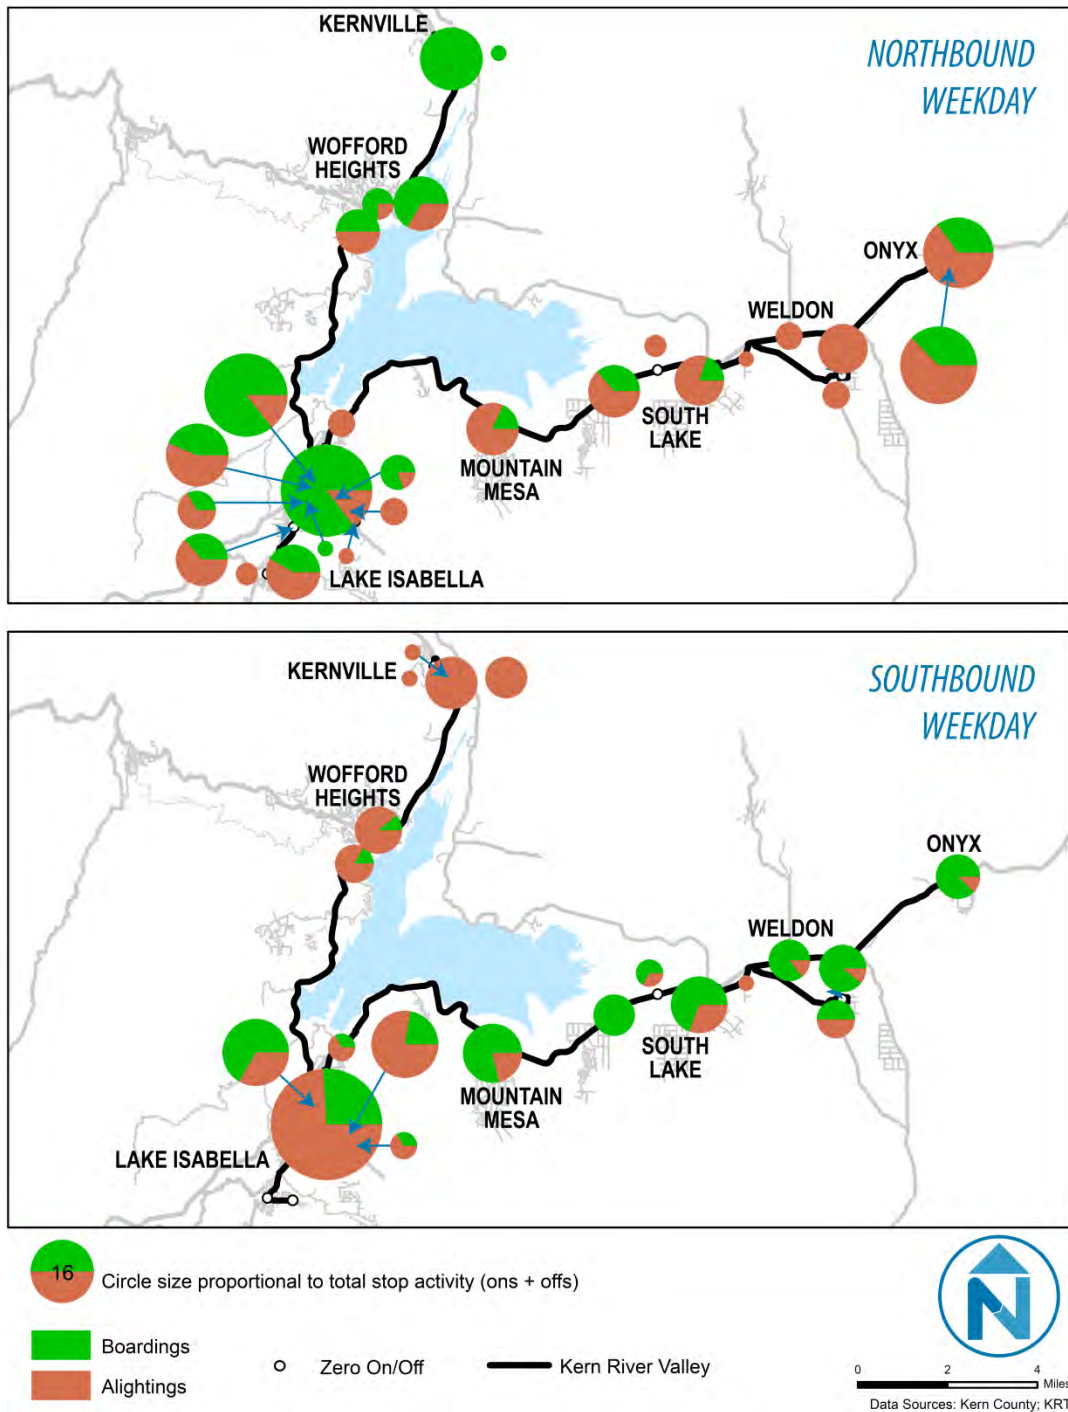 KERNVILLE
NORTHBOUND
WEEKDAY
WOFFORD
HEIGHTS
ONYX
WELDON
SOUTH
LAKE
MOUNTAIN
MESA
LAKE ISABELLA
KERNVILLE
SOUTHBOUND
WEEKDAY
WOFFORD
HEIGHTS
ONYX
WELDON
SOUTH
LAKE
MOUNTAIN
MESA
LAKE ISABELLA
16
Circle size proportional to total stop activity (ons + offs)
Boardings
Zero On/Off
Kern River Valley
Alightings
N
0 2 4
Miles
Data Sources: Kern County; KRT